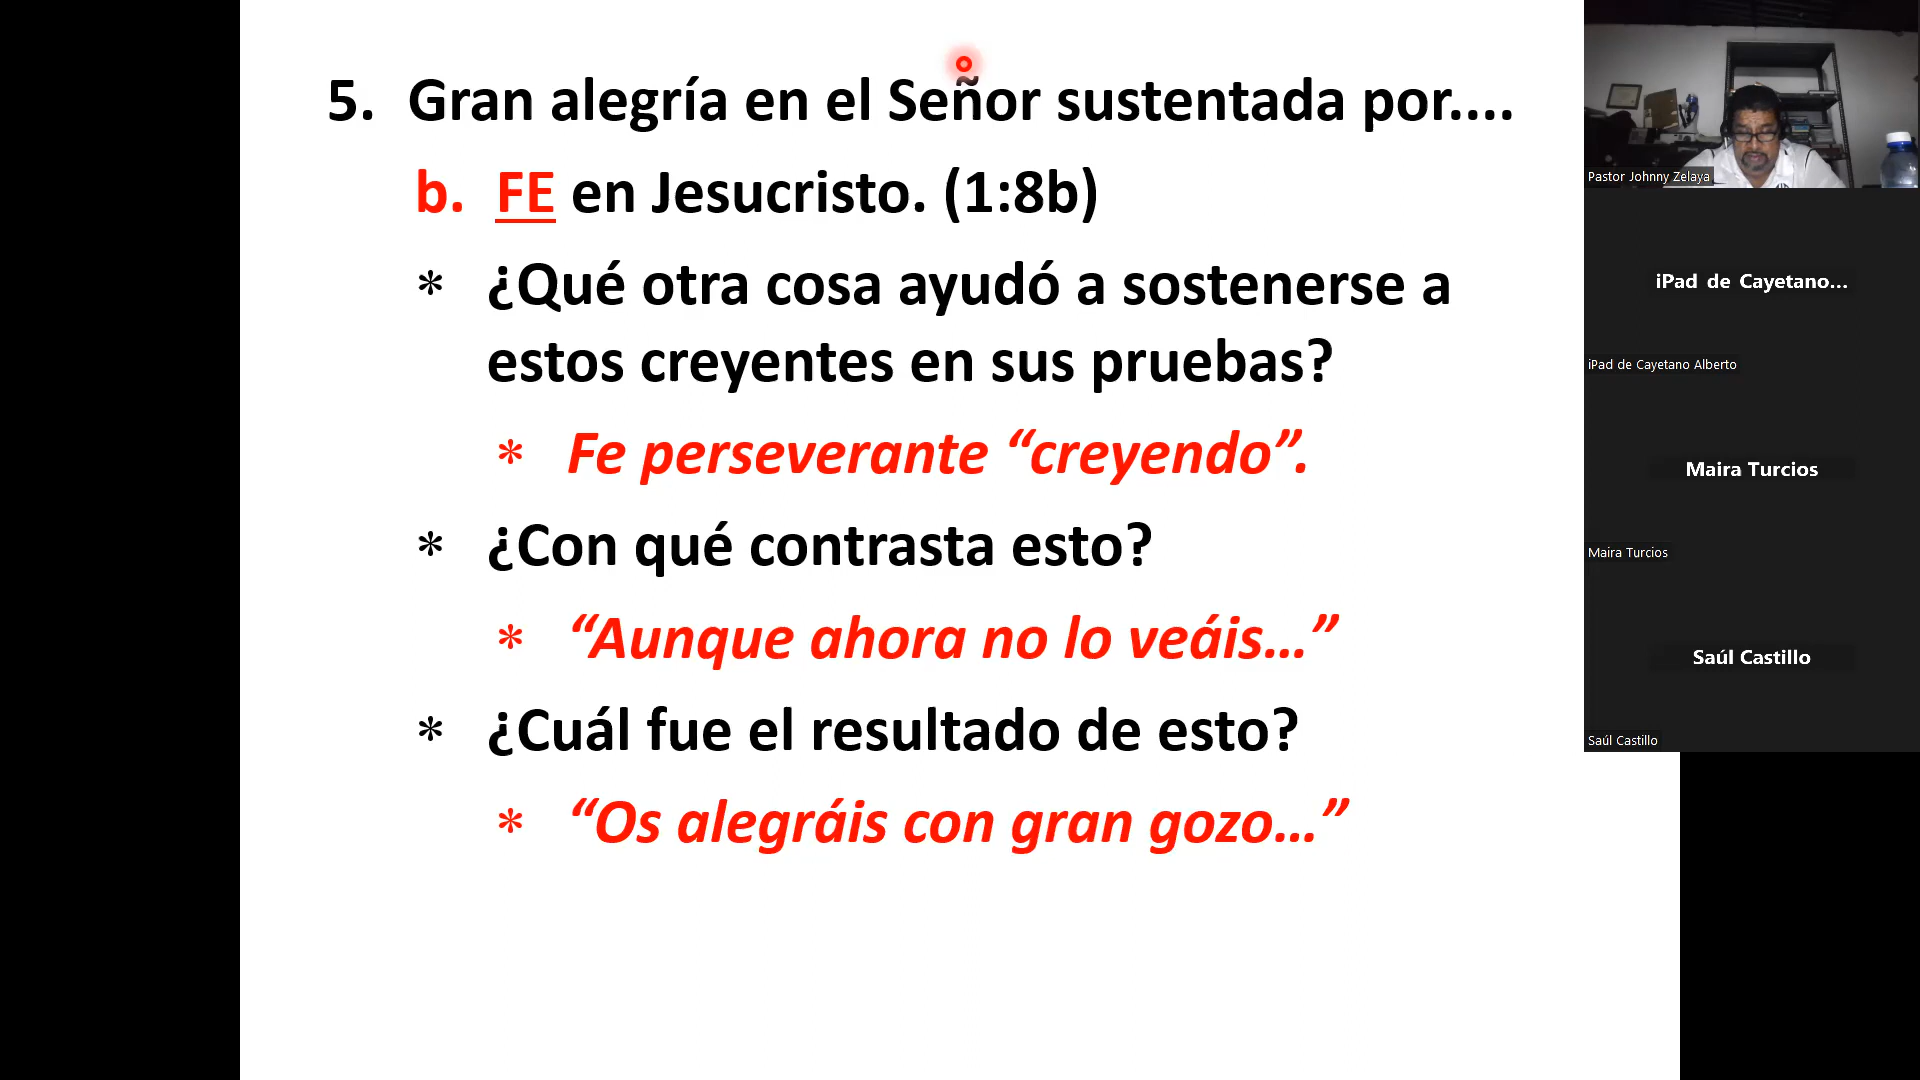 5. Gran alegría en el Señor sustentada por....
b. FE en Jesucristo. (1:8b)
* ¿Qué otra cosa ayudó a sostenerse a
estos creyentes en sus pruebas?
* Fe perseverante “creyendo”.
* ¿Con qué contrasta esto?
* “Aunque ahora no lo veáis...”
* ¿Cuál fue el resultado de esto?
* “Os alegráis con gran gozo...”
Pastor Johnny Zelaya
iPad de Cayetano...
iPad de Cayetano Alberto
Maira Turcios
Maira Turcios
Saúl Castillo
Saúl Castillo